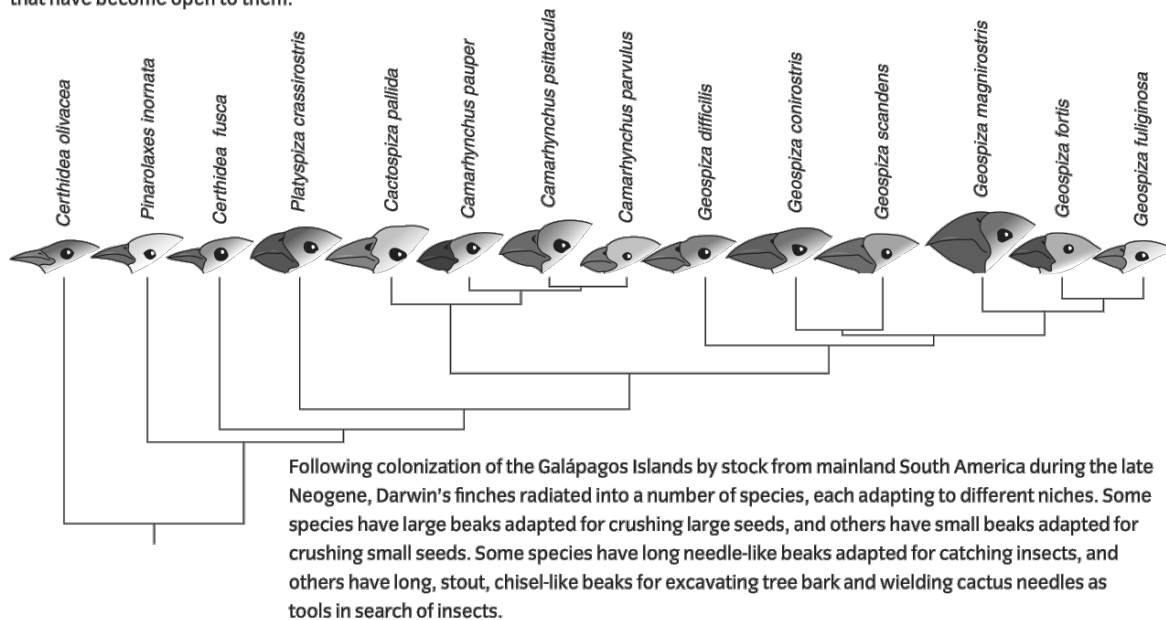 that have become open to them.
Certhidea olivacea
Pinarolaxes inornata
Certhidea fusca
Platyspiza crassirostris
Cactospiza pallida
Camarhynchus pauper
Camarhynchus psittacula
Camarhynchus parvulus
Geospiza difficilis
Geospiza conirostris
Geospiza scandens
Geospiza magnirostris
Geospiza fortis
Geospiza fuliginosa
Following colonization of the Galápagos Islands by stock from mainland South America during the late
Neogene, Darwin's finches radiated into a number of species, each adapting to different niches. Some
species have large beaks adapted for crushing large seeds, and others have small beaks adapted for
crushing small seeds. Some species have long needle-like beaks adapted for catching insects, and
others have long, stout, chisel-like beaks for excavating tree bark and wielding cactus needles as
tools in search of insects.